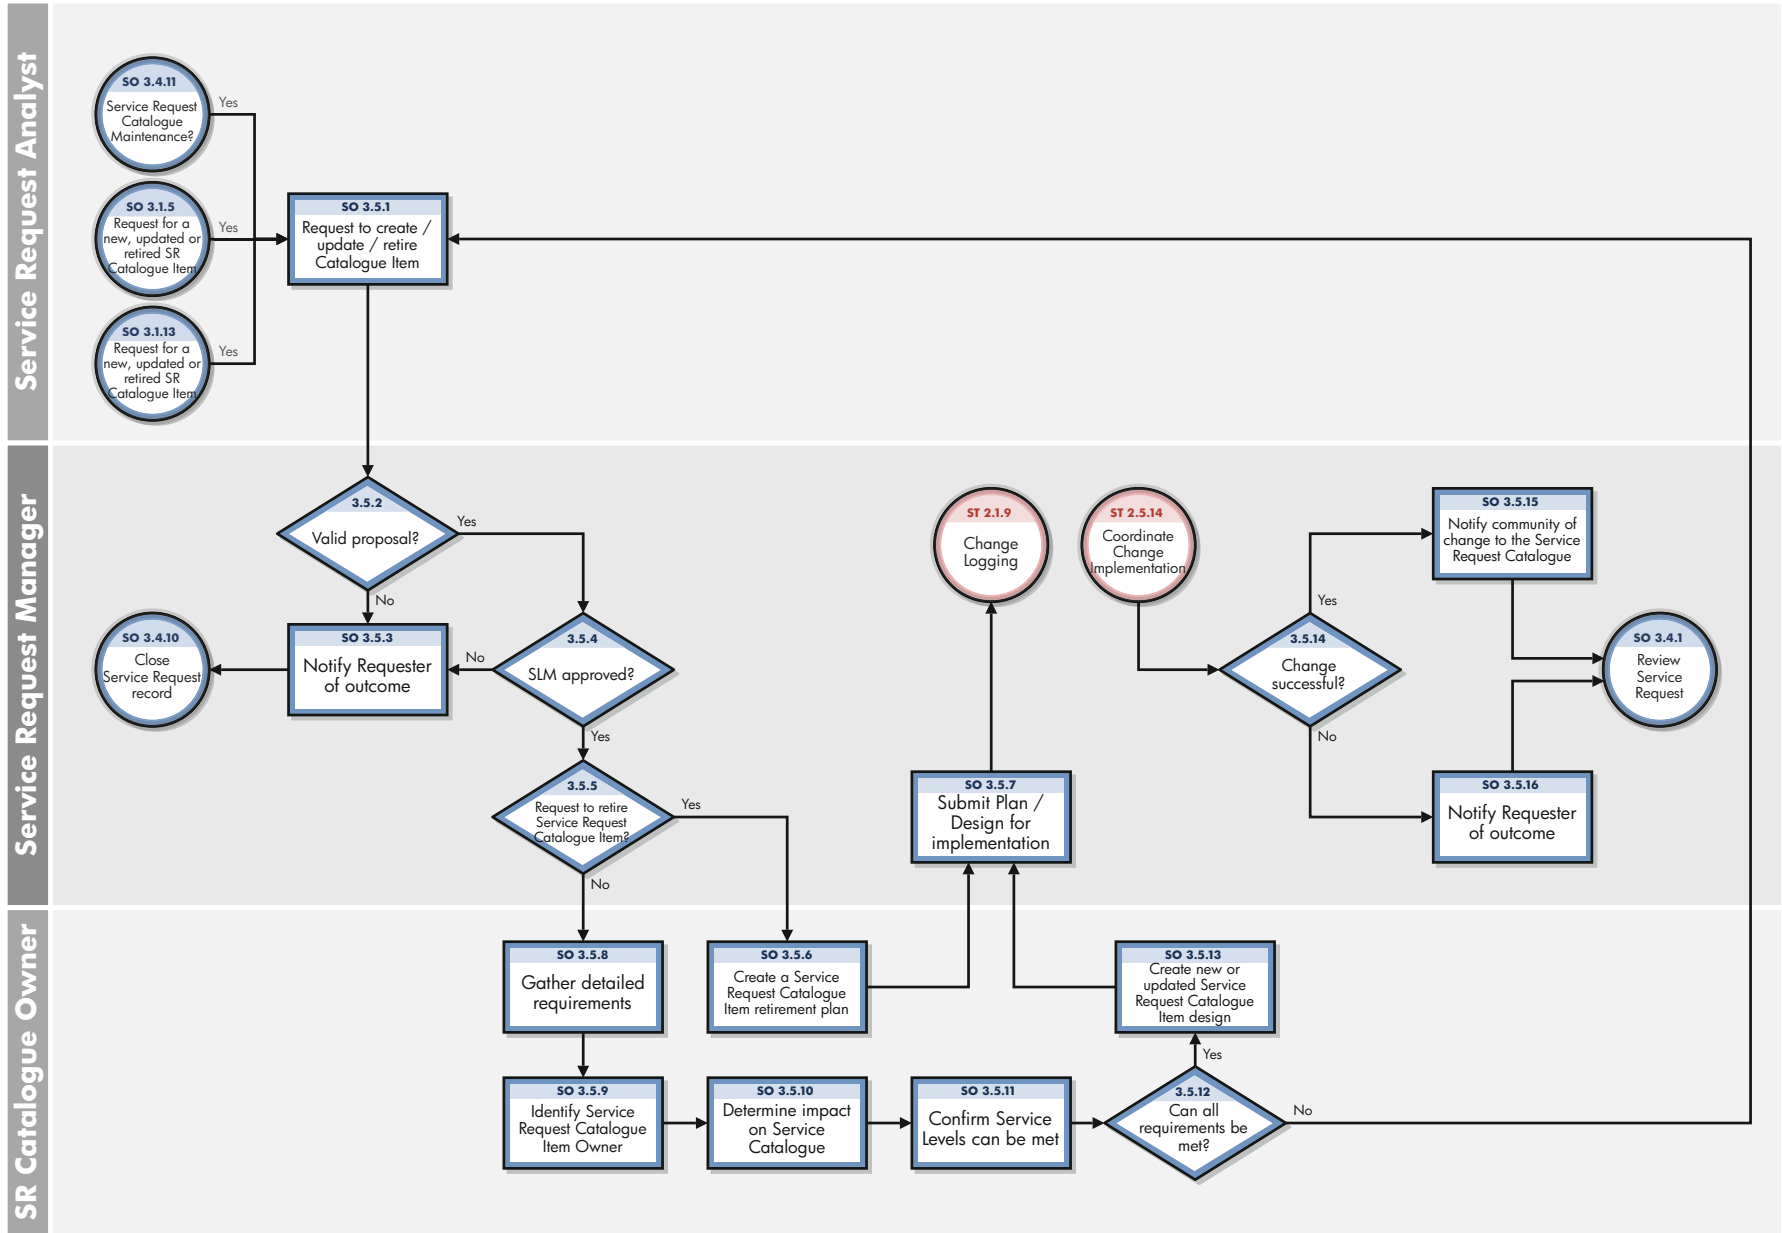 Service Request Analyst
SO 3.4.11
Service Request
Catalogue
Maintenance?
Yes
SO 3.1.5
Request for a
new, updated or
retired SR
Catalogue Item
Yes
SO 3.1.13
Request for a
new, updated or
retired SR
Catalogue Item
Yes
SO 3.5.1
Request to create /
update / retire
Catalogue Item
Service Request Manager
3.5.2
Valid proposal?
Yes
No
SO 3.4.10
Close
Service Request
record
SO 3.5.3
Notify Requester
of outcome
No
3.5.4
SLM approved?
Yes
3.5.5
Request to retire
Service Request
Catalogue Item?
Yes
No
ST 2.1.9
Change
Logging
ST 2.5.14
Coordinate
Change
Implementation
SO 3.5.7
Submit Plan /
Design for
implementation
Yes
3.5.14
Change
successful?
No
SO 3.5.15
Notify community of
change to the Service
Request Catalogue
SO 3.4.1
Review
Service
Request
SO 3.5.16
Notify Requester
of outcome
SR Catalogue Owner
SO 3.5.8
Gather detailed
requirements
SO 3.5.6
Create a Service
Request Catalogue
Item retirement plan
SO 3.5.13
Create new or
updated Service
Request Catalogue
Item design
Yes
SO 3.5.9
Identify Service
Request Catalogue
Item Owner
SO 3.5.10
Determine impact
on Service
Catalogue
SO 3.5.11
Confirm Service
Levels can be met
3.5.12
Can all
requirements be
met?
No